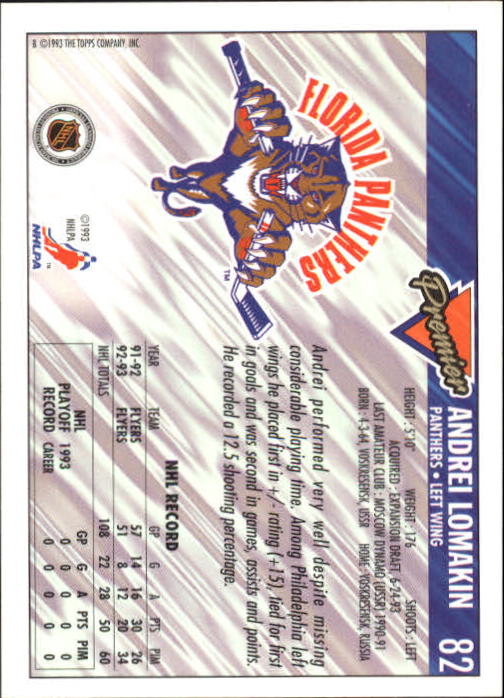 Premier
ANDREI LOMAKIN
82
PANTHERS • LEFT WING
HEIGHT: 5'10" WEIGHT: 176 SHOOTS: LEFT
ACQUIRED: EXPANSION DRAFT 6-24-93
LAST AMATEUR CLUB: MOSCOW DYNAMO (USSR) 1990-91
BORN: 4-3-64 VOSKRESENSK, USSR HOME: VOSKRESENSK, RUSSIA
FLORIDA PANTHERS
TM
Andrei performed very well despite missing
considerable playing time. Among Philadelphia left
wings he placed first in +/- rating (+15), tied for first
in goals and was second in games, assists and points.
He recorded a 12.5 shooting percentage.
NHL RECORD
YEAR TEAM GP G A PTS PIM
91-92 FLYERS 57 14 16 30 26
92-93 FLYERS 51 8 12 20 34
NHL TOTALS 108 22 28 50 60
NHL GP G A PTS PIM
PLAYOFF 1993 0 0 0 0 0
RECORD CAREER 0 0 0 0 0
NHL
©1993
NHLPA
NHLPA
TM
B ©1993 THE TOPPS COMPANY, INC.